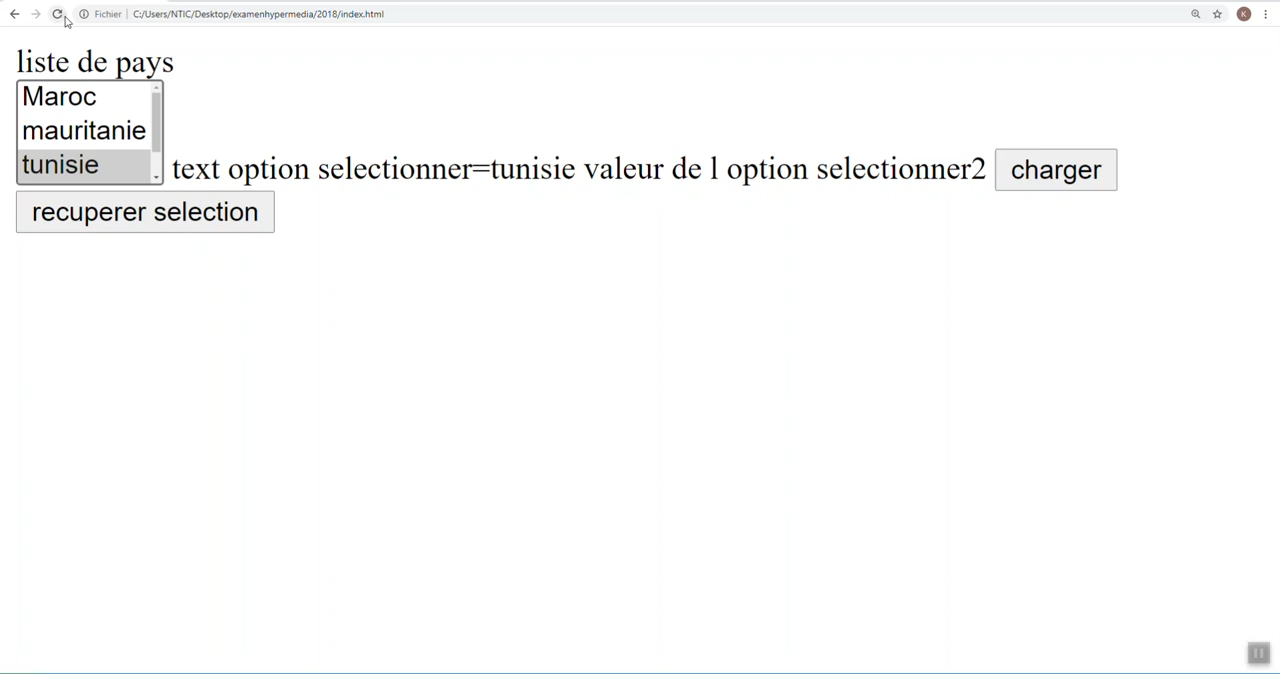 Fichier C:/Users/NTIC/Desktop/examenhypermedia/2018/index.html K
liste de pays
Maroc
mauritanie
tunisie text option selectionner=tunisie valeur de l option selectionner2 charger
recuperer selection